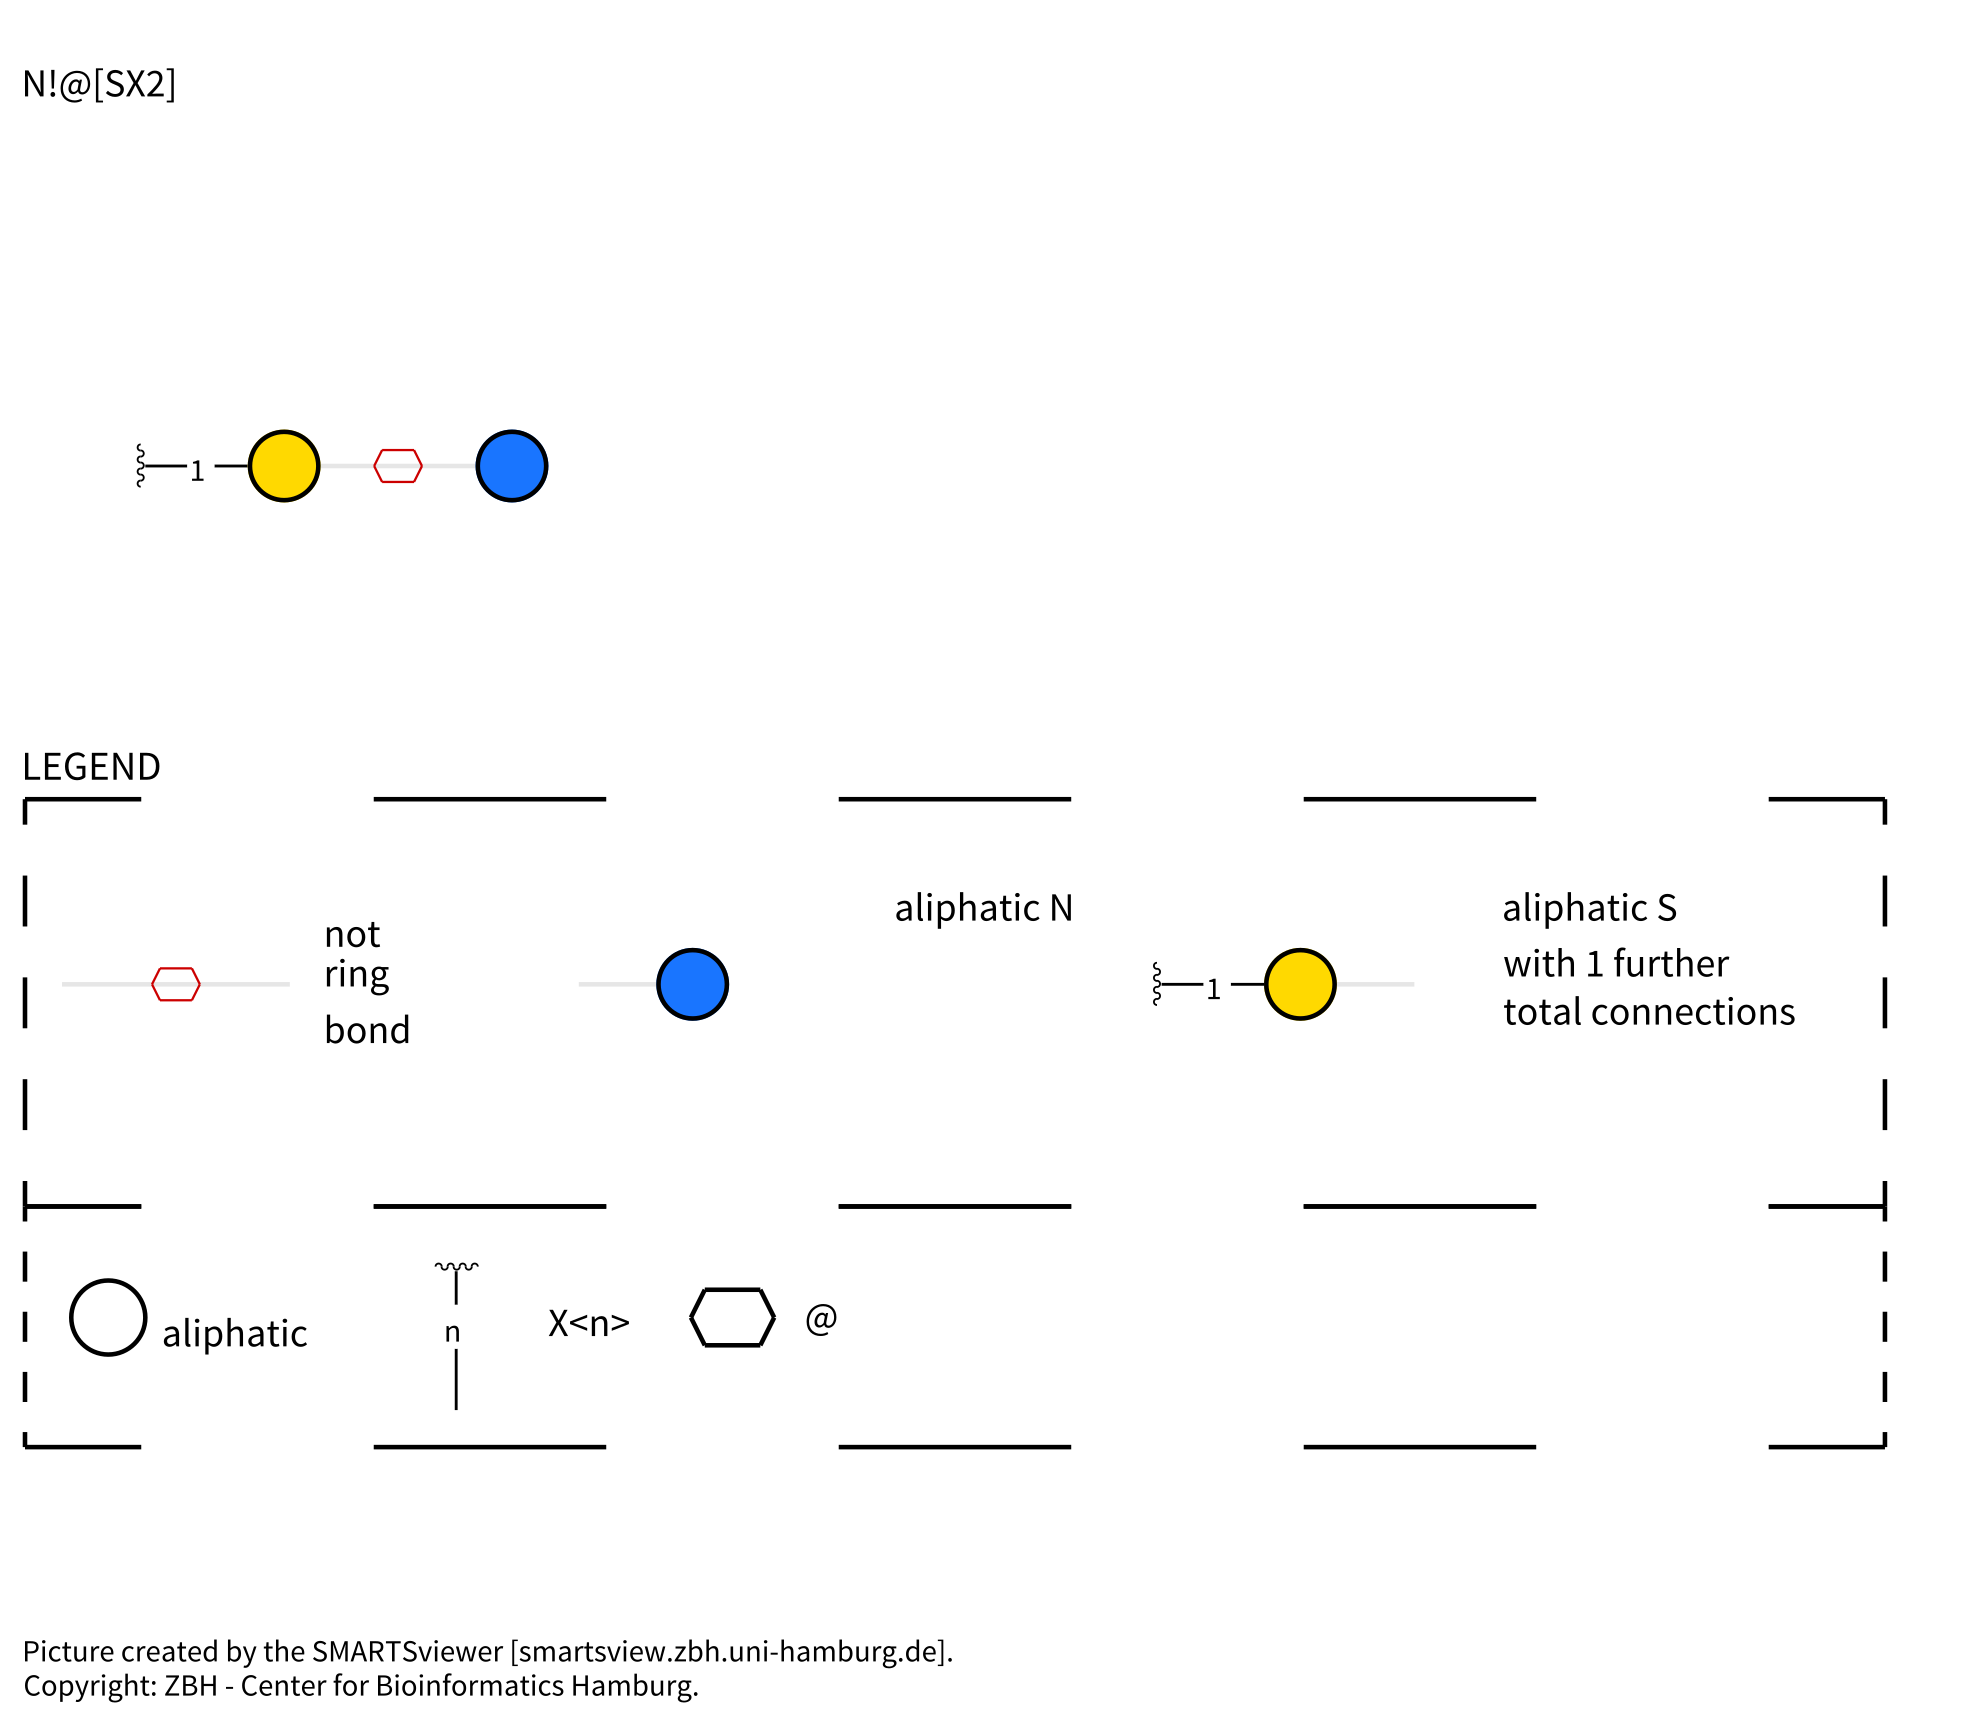 N!@[SX2]
1
LEGEND
not
ring
bond
aliphatic N
1
aliphatic S
with 1 further
total connections
aliphatic
n
X<n>
@
Picture created by the SMARTSviewer [smartsview.zbh.uni-hamburg.de].
Copyright: ZBH - Center for Bioinformatics Hamburg.